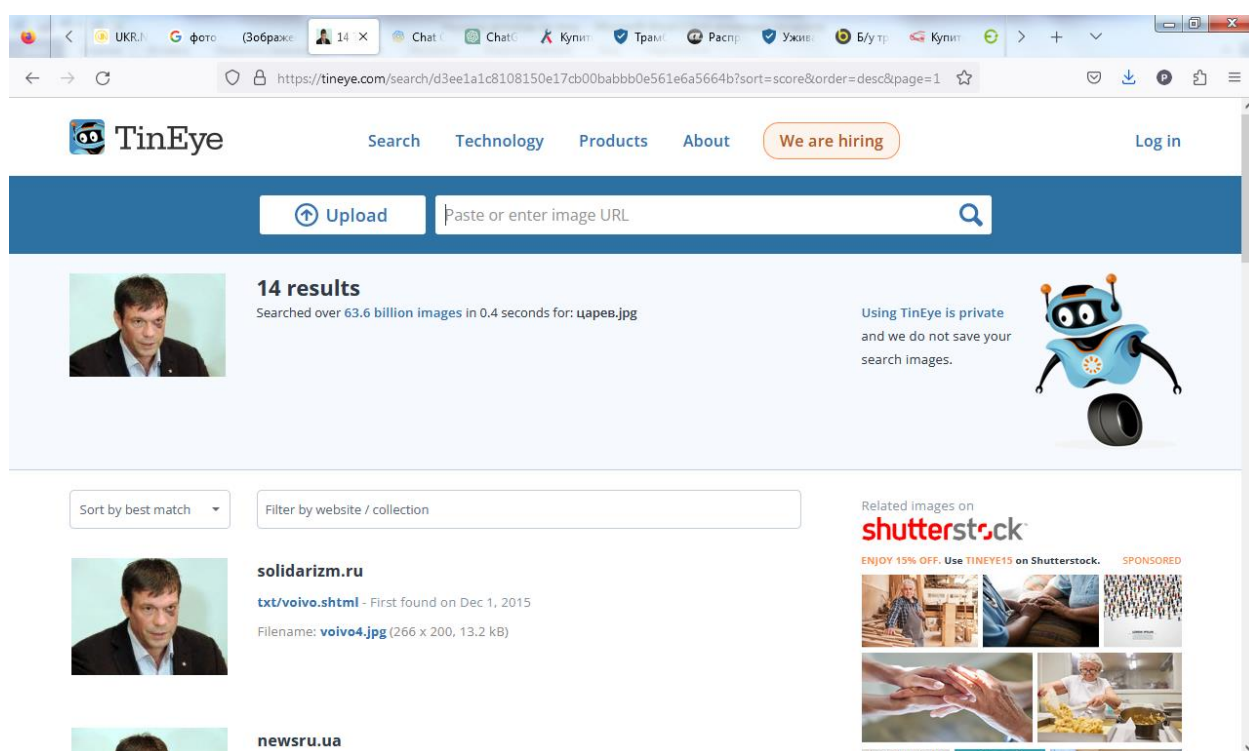 UKR.N
G фото
(Зображе
14
Chat
ChatG
Купит
Трам
Распр
Ужив
Б/у тр
Купит
https://tineye.com/search/d3ee1a1c8108150e17cb00babbb0e561e6a5664b?sort=score&order=desc&page=1
TinEye
Search Technology Products About We are hiring Log in
Upload Paste or enter image URL
14 results
Searched over 63.6 billion images in 0.4 seconds for: царев.jpg
Using TinEye is private
and we do not save your
search images.
Sort by best match
Filter by website / collection
Related images on
shutterstock
ENJOY 15% OFF. Use TINEYE15 on Shutterstock. SPONSORED
solidarizm.ru
txt/voivo.shtml - First found on Dec 1, 2015
Filename: voivo4.jpg (266 x 200, 13.2 kB)
newsru.ua